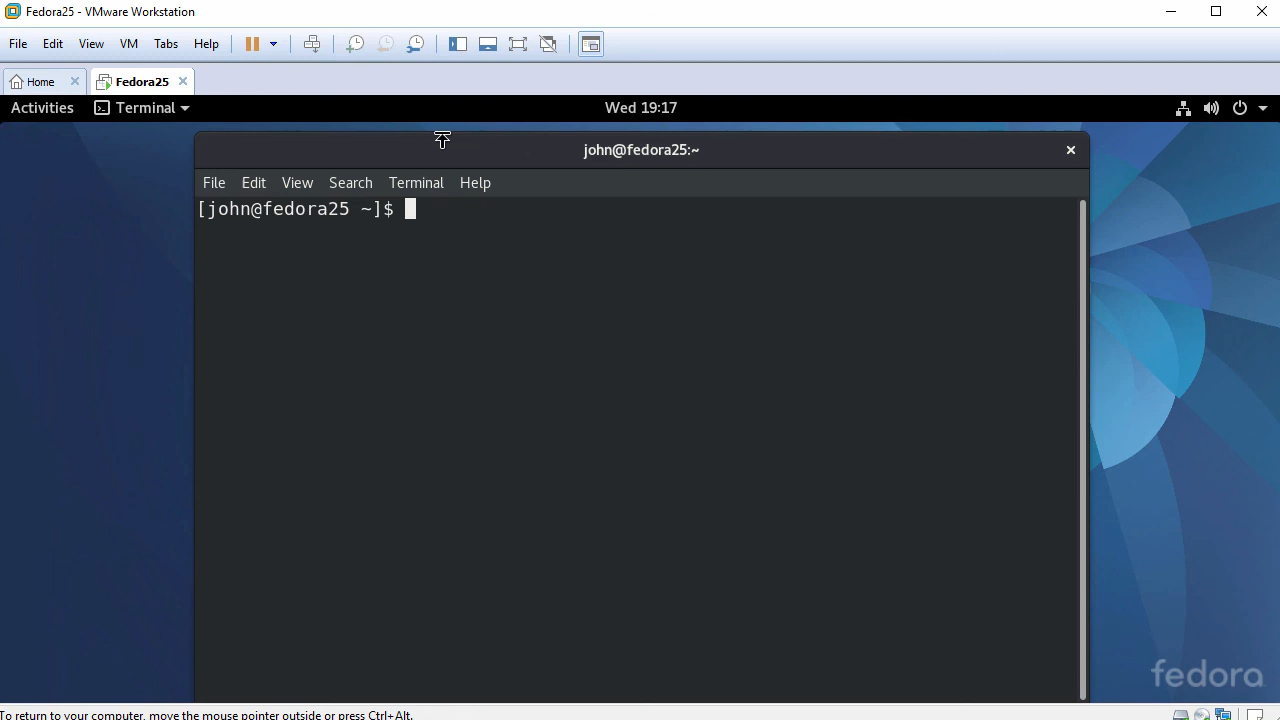 Fedora25 - VMware Workstation
File Edit View VM Tabs Help
Home Fedora25
Activities Terminal Wed 19:17
john@fedora25:~
File Edit View Search Terminal Help
[john@fedora25 ~]$
fedora
To return to your computer, move the mouse pointer outside or press Ctrl+Alt.